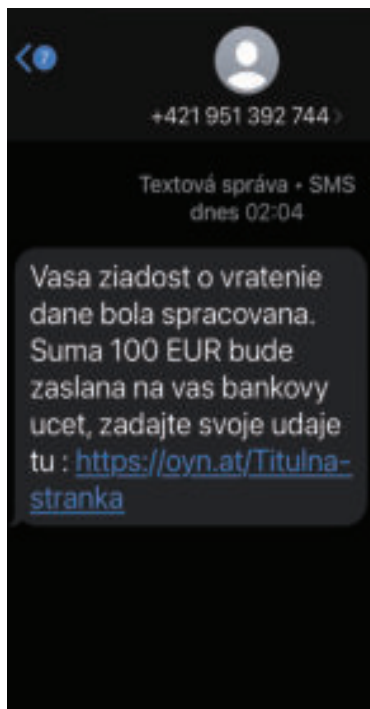 7
+421 951 392 744 >
Textová správa • SMS
dnes 02:04
Vasa ziadost o vratenie
dane bola spracovana.
Suma 100 EUR bude
zaslana na vas bankovy
ucet, zadajte svoje udaje
tu : https://oyn.at/Titulna-
stranka